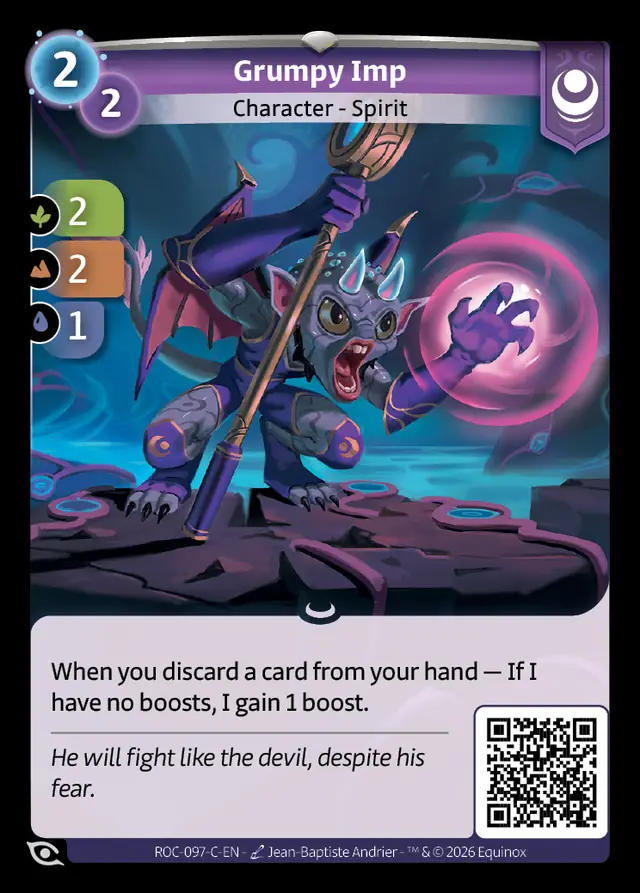 2
Grumpy Imp
2
Character - Spirit
2
2
1
When you discard a card from your hand — If I
have no boosts, I gain 1 boost.
He will fight like the devil, despite his
fear.
ROC-097-C-EN - Jean-Baptiste Andrier - ™ & © 2026 Equinox